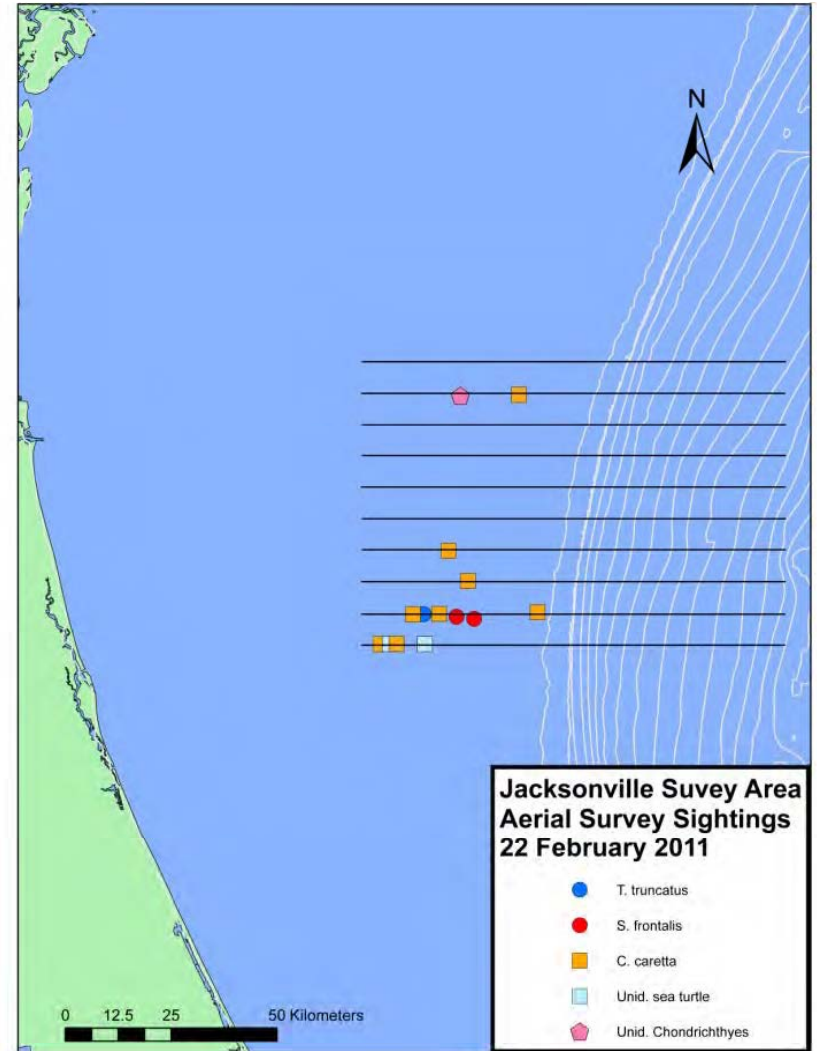 N
Jacksonville Suvey Area
Aerial Survey Sightings
22 February 2011
T. truncatus
S. frontalis
C. caretta
Unid. sea turtle
Unid. Chondrichthyes
0 12.5 25 50 Kilometers